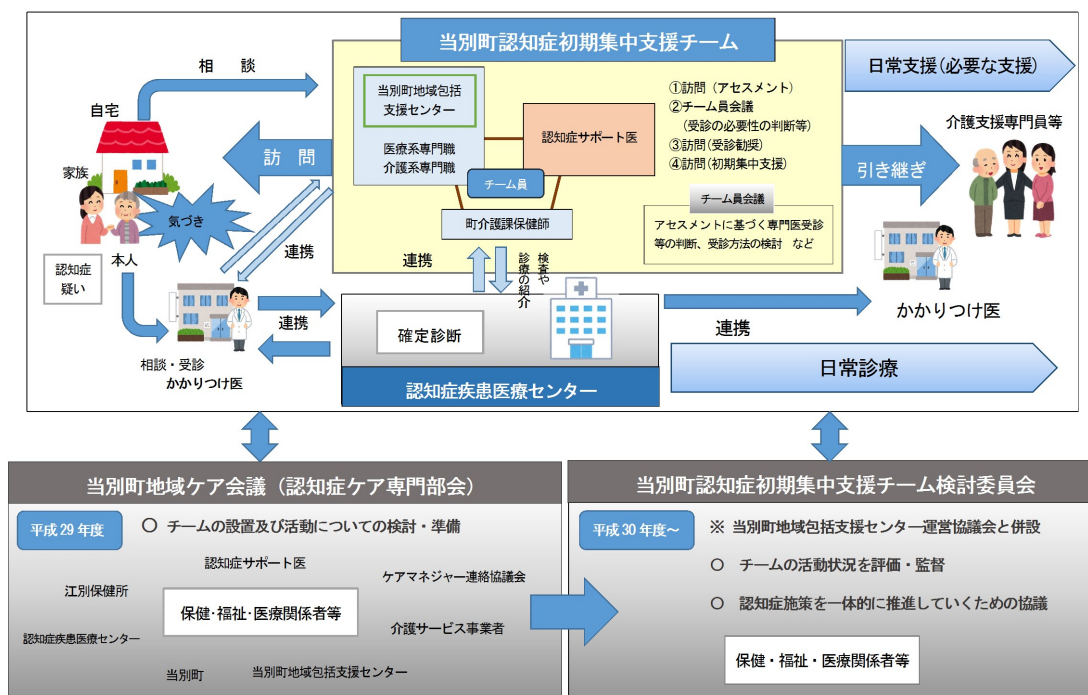 当別町認知症初期集中支援チーム
相　談
自宅
家族
本人
認知症
疑い
気づき
訪　問
連携
当別町地域包括
支援センター
医療系専門職
介護系専門職
認知症サポート医
チーム員
町介護課保健師
①訪問（アセスメント）
②チーム員会議
（受診の必要性の判断等）
③訪問（受診勧奨）
④訪問（初期集中支援）
チーム員会議
アセスメントに基づく専門医受診
等の判断、受診方法の検討　など
日常支援（必要な支援）
介護支援専門員等
引き継ぎ
かかりつけ医
連携
検査や
診療の紹介
相談・受診
かかりつけ医
連携
確定診断
認知症疾患医療センター
連携
日常診療
当別町地域ケア会議（認知症ケア専門部会）
平成29年度
〇 チームの設置及び活動についての検討・準備
認知症サポート医
江別保健所
ケアマネジャー連絡協議会
保健・福祉・医療関係者等
介護サービス事業者
認知症疾患医療センター
当別町
当別町地域包括支援センター
当別町認知症初期集中支援チーム検討委員会
平成30年度～
※ 当別町地域包括支援センター運営協議会と併設
〇 チームの活動状況を評価・監督
〇 認知症施策を一体的に推進していくための協議
保健・福祉・医療関係者等